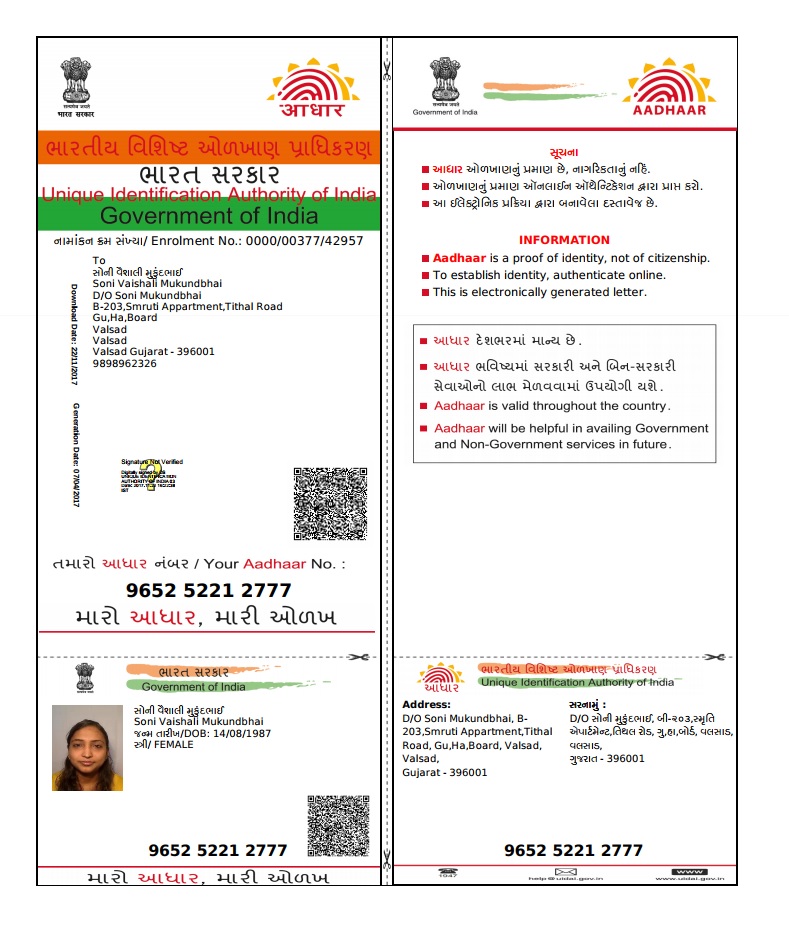 सत्यमेव जयते
भारत सरकार
आधार
ભારતીય વિશિષ્ટ ઓળખાણ પ્રાધિકરણ
ભારત સરકાર
Unique Identification Authority of India
Government of India
નામાંકન ક્રમ સંખ્યા/ Enrolment No.: 0000/00377/42957
To
સોની વૈશાલી મુકુંદભાઈ
Soni Vaishali Mukundbhai
D/O Soni Mukundbhai
B-203,Smruti Appartment,Tithal Road
Gu,Ha,Board
Valsad
Valsad
Valsad Gujarat - 396001
9898962326
Download Date: 22/11/2017
Generation Date: 07/04/2017
Signature Not Verified
Digitally signed by DS
UNIQUE IDENTIFICATION
AUTHORITY OF INDIA 03
IST
તમારો આધાર નંબર / Your Aadhaar No. :
9652 5221 2777
મારો આધાર, મારી ઓળખ
ભારત સરકાર
Government of India
સોની વૈશાલી મુકુંદભાઈ
Soni Vaishali Mukundbhai
જન્મ તારીખ/DOB: 14/08/1987
સ્ત્રી/ FEMALE
9652 5221 2777
મારો આધાર, મારી ઓળખ
सत्यमेव जयते
Government of India
AADHAAR
સૂચના
આધાર ઓળખાણનું પ્રમાણ છે, નાગરિકતાનું નહિં.
ઓળખાણનું પ્રમાણ ઑનલાઈન ઑથેન્ટિકેશન દ્વારા પ્રાપ્ત કરો.
આ ઈલેક્ટ્રોનિક પ્રક્રિયા દ્વારા બનાવેલા દસ્તાવેજ છે.
INFORMATION
Aadhaar is a proof of identity, not of citizenship.
To establish identity, authenticate online.
This is electronically generated letter.
આધાર દેશભરમાં માન્ય છે.
આધાર ભવિષ્યમાં સરકારી અને બિન-સરકારી
સેવાઓનો લાભ મેળવવામાં ઉપયોગી થશે.
Aadhaar is valid throughout the country.
Aadhaar will be helpful in availing Government
and Non-Government services in future.
આધાર
ભારતીય વિશિષ્ટ ઓળખાણ પ્રાધિકરણ
Unique Identification Authority of India
Address:
D/O Soni Mukundbhai, B-
203,Smruti Appartment,Tithal
Road, Gu,Ha,Board, Valsad,
Valsad,
Gujarat - 396001
સરનામું :
D/O સોની મુકુંદભાઈ, બી-૨૦૩,સ્મૃતિ
એપાર્ટમેન્ટ,તિથલ રોડ, ગુ,હા,બોર્ડ, વલસાડ,
વલસાડ,
ગુજરાત - 396001
9652 5221 2777
1947
help@uidai.gov.in
www
www.uidai.gov.in